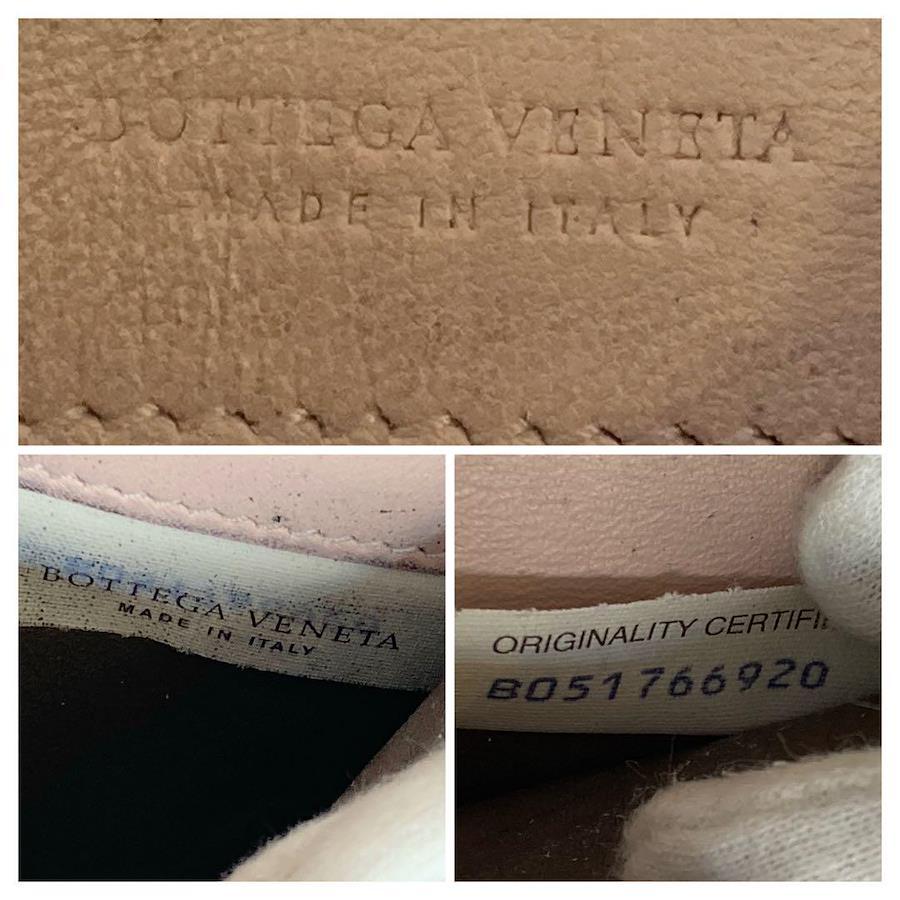 BOTTEGA VENETA
MADE IN ITALY
BOTTEGA VENETA
MADE IN ITALY
ORIGINALITY CERTIFI
B051766920